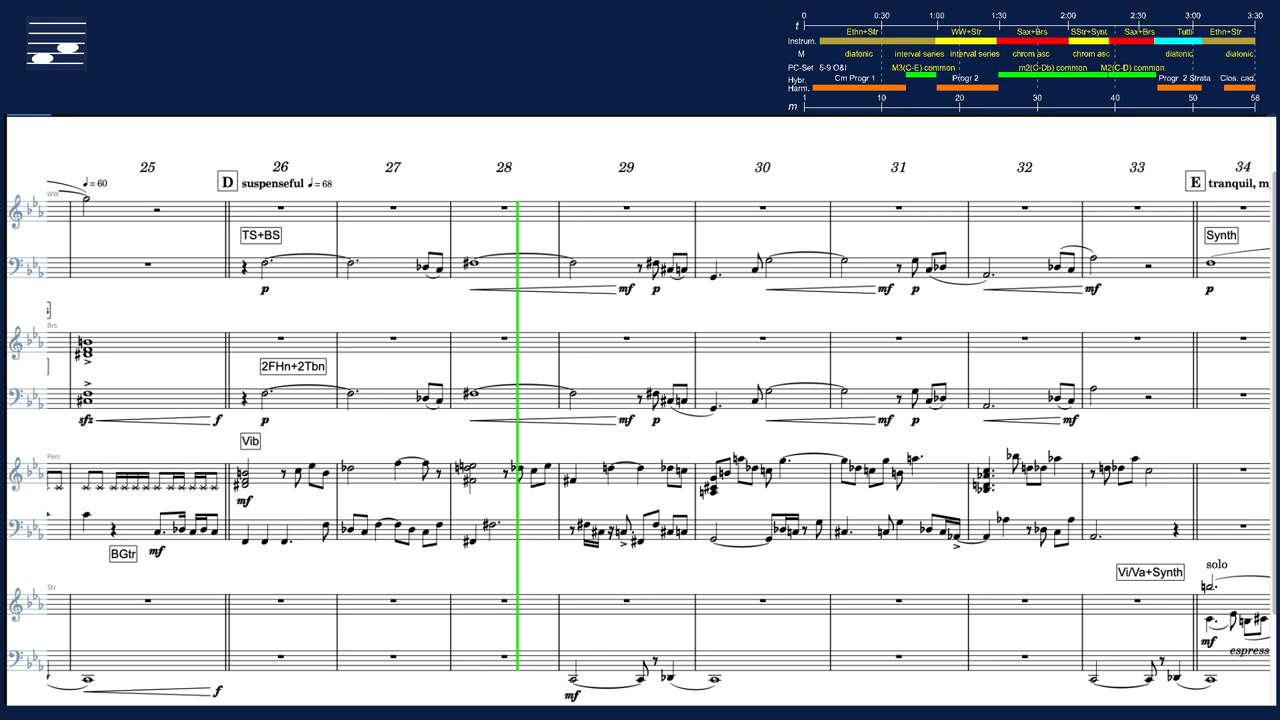 0 0:30 1:00 1:30 2:00 2:30 3:00 3:30
t
Ethn+Str WW+Str Sax+Brs SStr+Synt Sax+Brs Tutti Ethn+Str
Instrum.
M diatonic interval series interval series chrom asc chrom asc diatonic diatonic
PC-Set 5-9 O&I M3(C-E) common m2(C-Db) common M2(C-D) common
Hybr. Harm. Cm Progr 1 Progr 2 Progr 2 Strata Clos. cad.
m 1 10 20 30 40 50 58
25 26 27 28 29 30 31 32 33 34
♩ = 60 D suspenseful ♩ = 68 E tranquil, m
WW
TS+BS Synth
p mf p mf p mf p
Brs
2FHn+2Tbn
sfz f p mf p mf p mf
Vib
Perc
mf
BGtr mf
Vi/Va+Synth solo
Str
mf
espress
f mf